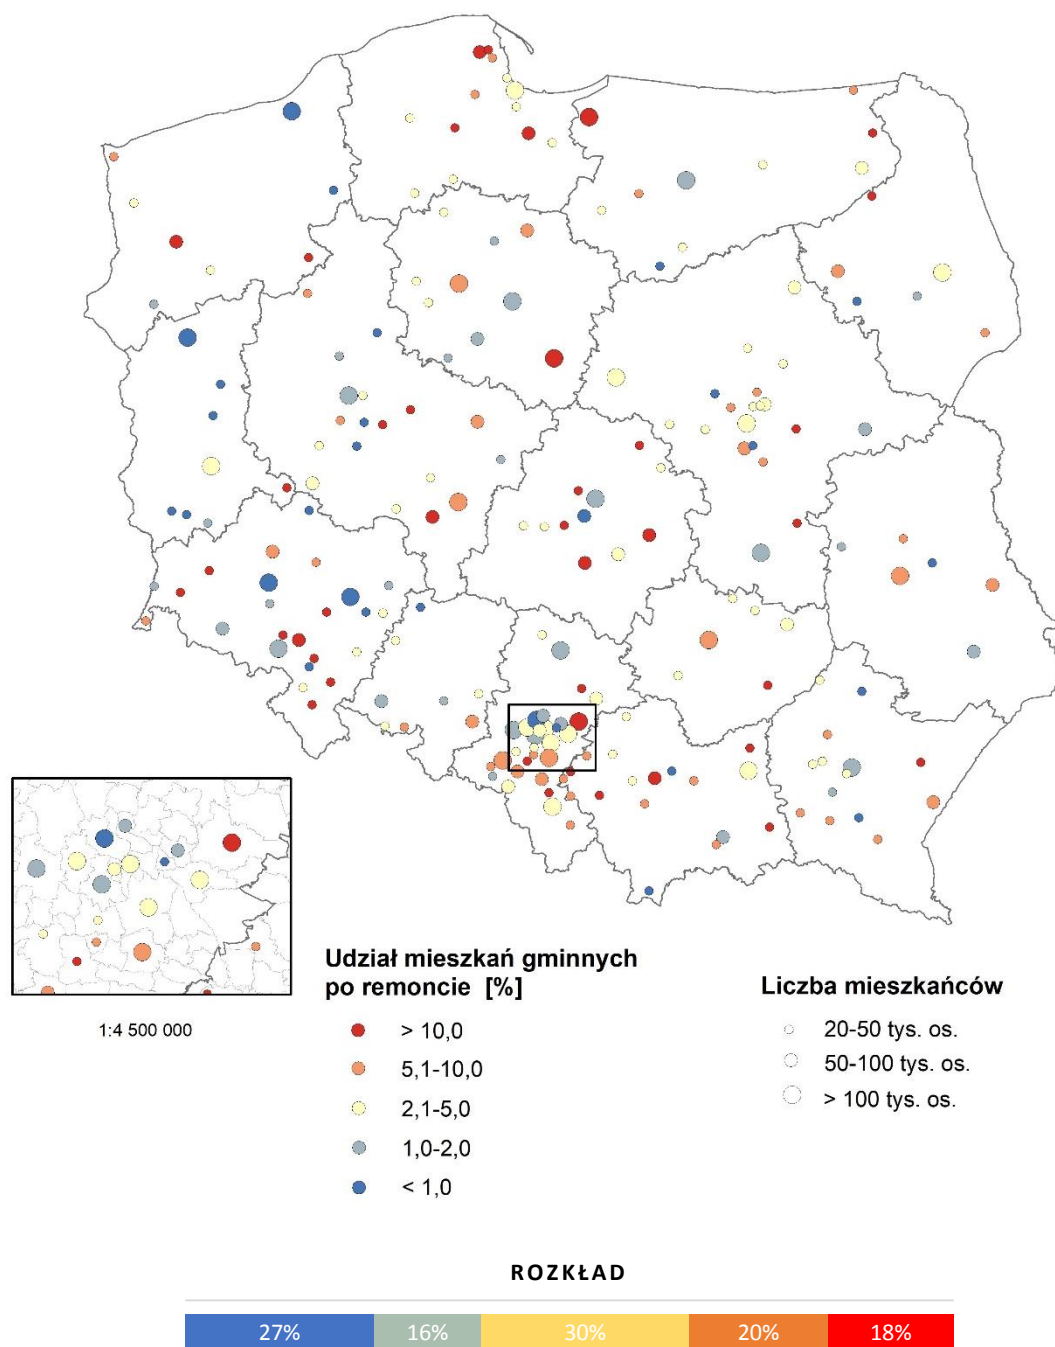 1:4 500 000
Udział mieszkań gminnych
po remoncie [%]
> 10,0
5,1-10,0
2,1-5,0
1,0-2,0
< 1,0
Liczba mieszkańców
20-50 tys. os.
50-100 tys. os.
> 100 tys. os.
ROZKŁAD
27% 16% 30% 20% 18%